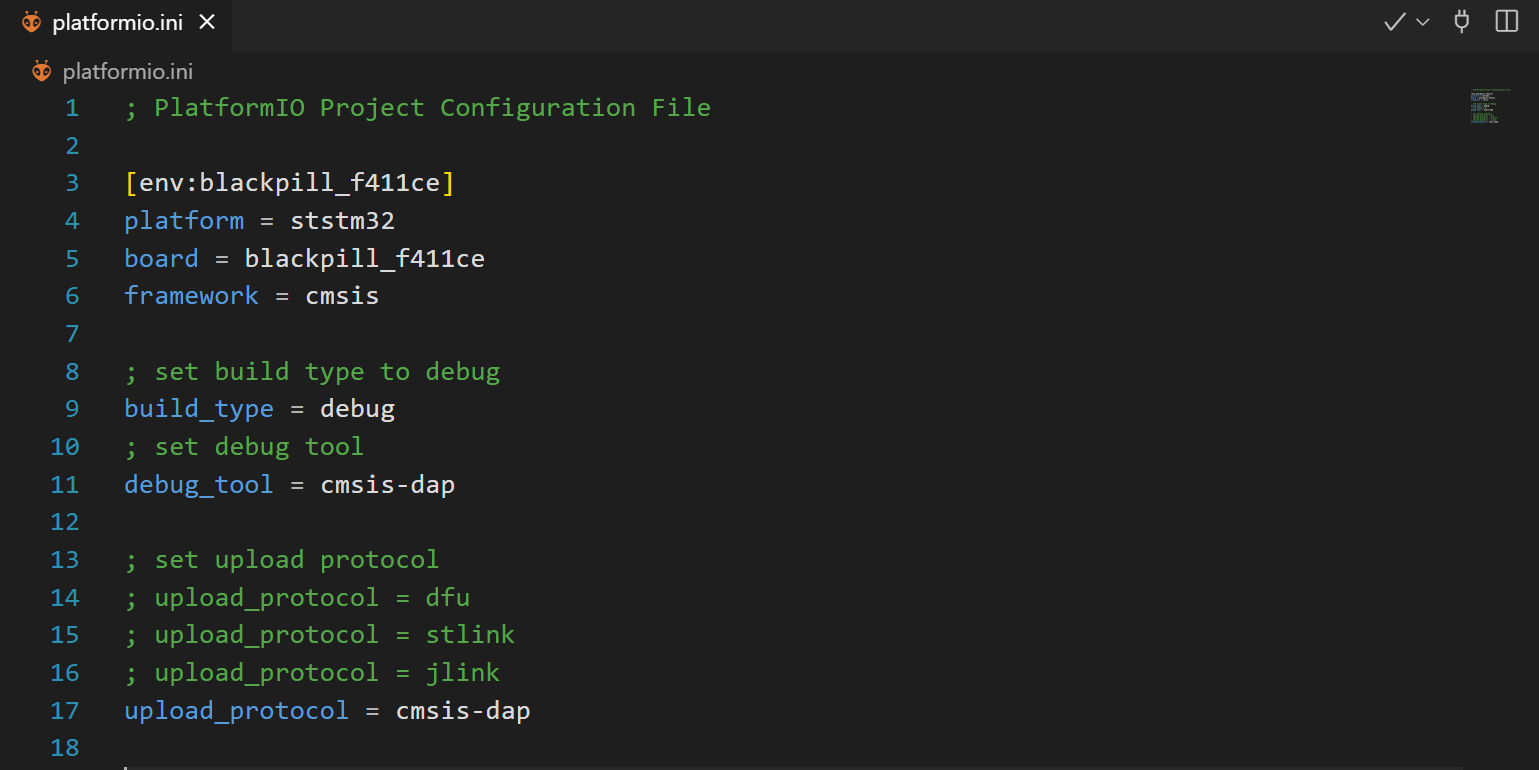 platformio.ini
platformio.ini
1 ; PlatformIO Project Configuration File
2
3 [env:blackpill_f411ce]
4 platform = ststm32
5 board = blackpill_f411ce
6 framework = cmsis
7
8 ; set build type to debug
9 build_type = debug
10 ; set debug tool
11 debug_tool = cmsis-dap
12
13 ; set upload protocol
14 ; upload_protocol = dfu
15 ; upload_protocol = stlink
16 ; upload_protocol = jlink
17 upload_protocol = cmsis-dap
18